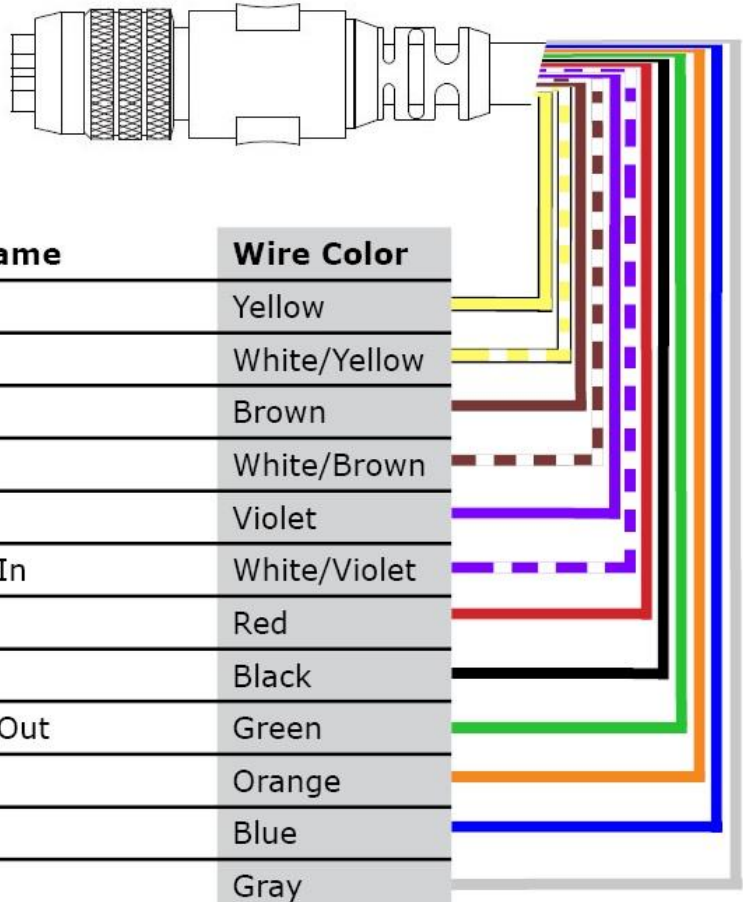 ame Wire Color
Yellow
White/Yellow
Brown
White/Brown
Violet
In White/Violet
Red
Black
Out Green
Orange
Blue
Gray